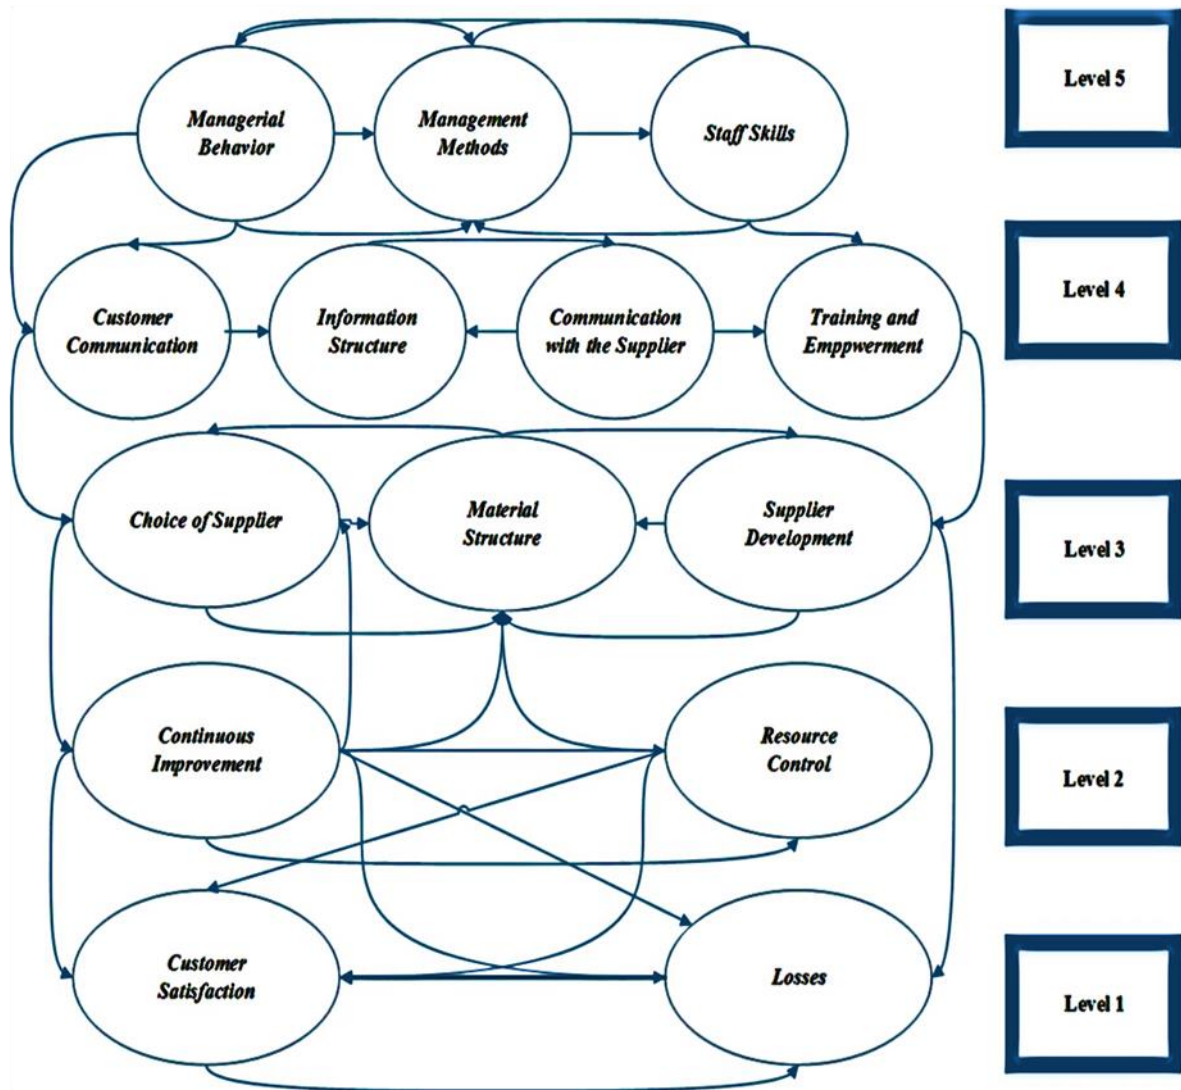 Managerial
Behavior
Management
Methods
Staff Skills
Level 5
Customer
Communication
Information
Structure
Communication
with the Supplier
Training and
Emppwerment
Level 4
Choice of Supplier
Material
Structure
Supplier
Development
Level 3
Continuous
Improvement
Resource
Control
Level 2
Customer
Satisfaction
Losses
Level 1